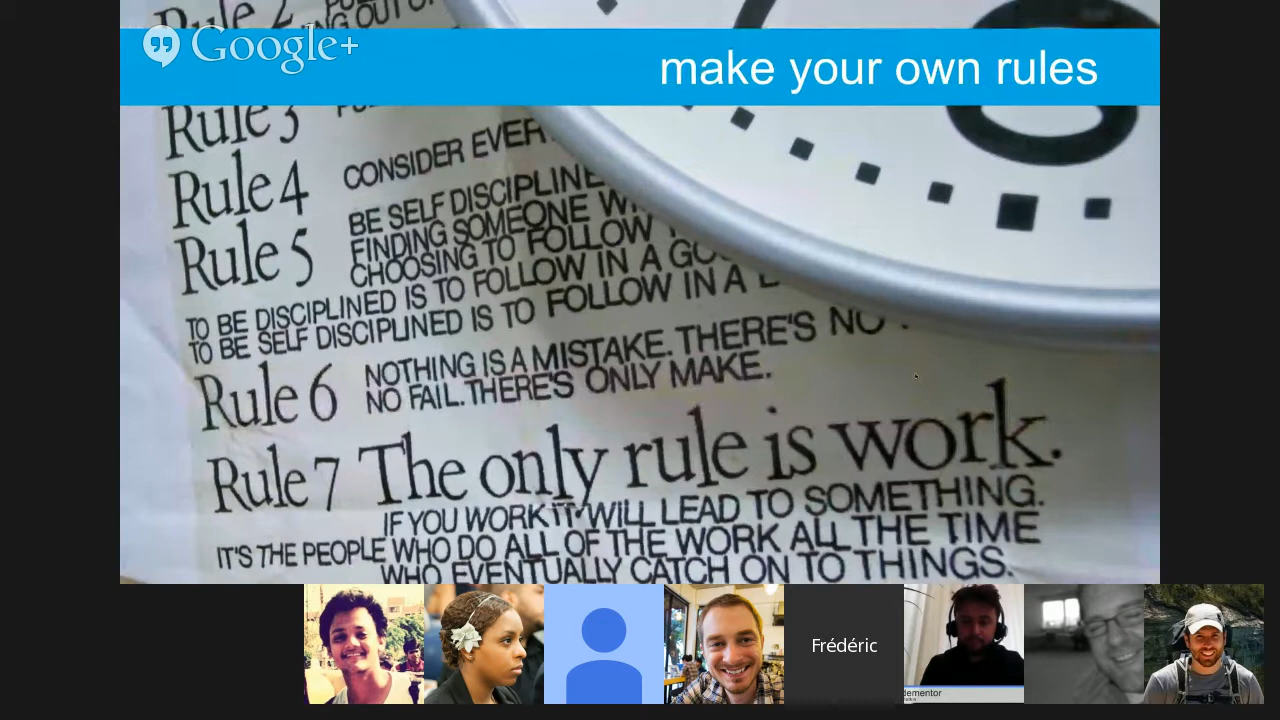 Rule 2
NG OUT OF
Google+
make your own rules
Rule 3
Rule 4 CONSIDER EVER
BE SELF DISCIPLINE
Rule 5 FINDING SOMEONE
CHOOSING TO FOLLOW
TO BE DISCIPLINED IS TO FOLLOW IN A
TO BE SELF DISCIPLINED IS TO FOLLOW IN A
Rule 6 NOTHING IS A MISTAKE. THERE'S NO
NO FAIL. THERE'S ONLY MAKE.
Rule 7 The only rule is work.
IF YOU WORK IT WILL LEAD TO SOMETHING.
IT'S THE PEOPLE WHO DO ALL OF THE WORK ALL THE TIME
WHO EVENTUALLY CATCH ON TO THINGS.
8
Frédéric
dementor